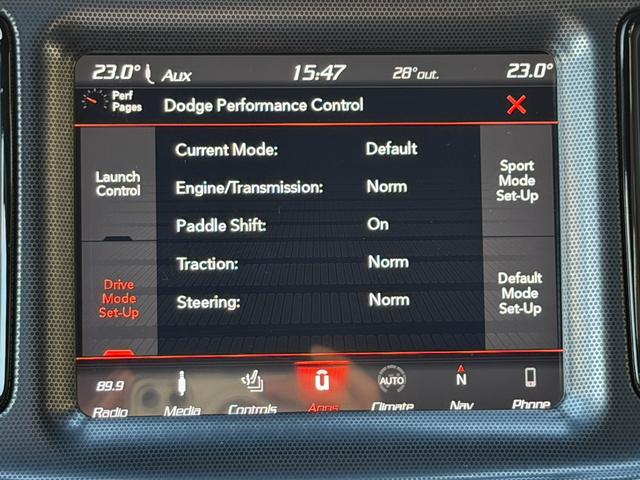 23.0° Aux 15:47 28°out. 23.0°
Perf
Pages
Dodge Performance Control
Current Mode: Default
Engine/Transmission: Norm
Paddle Shift: On
Traction: Norm
Steering: Norm
Launch
Control
Drive
Mode
Set-Up
Sport
Mode
Set-Up
Default
Mode
Set-Up
89.9 AUTO N
Radio Media Controls Apps Climate Nav Phone